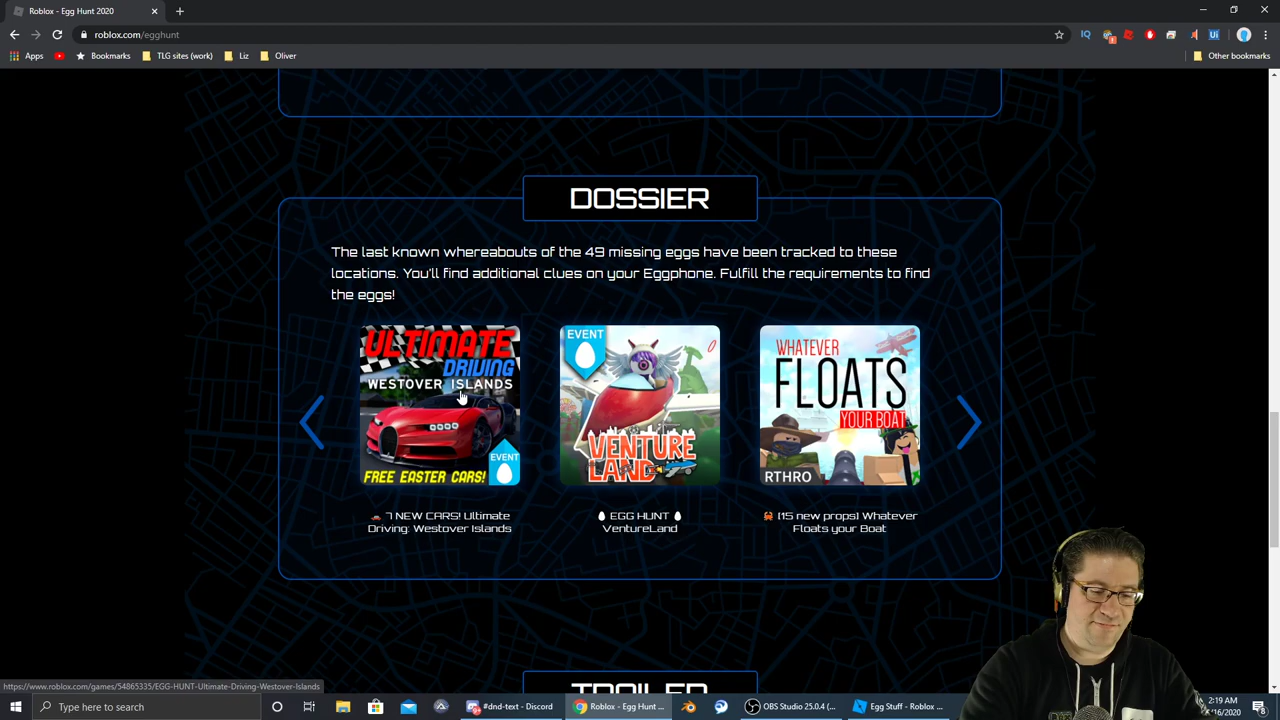 Roblox - Egg Hunt 2020
roblox.com/egghunt
Apps
Bookmarks
TLG sites (work)
Liz
Oliver
Other bookmarks
DOSSIER
The last known whereabouts of the 49 missing eggs have been tracked to these
locations. You'll find additional clues on your Eggphone. Fulfill the requirements to find
the eggs!
ULTIMATE
DRIVING
WESTOVER ISLANDS
EVENT
FREE EASTER CARS!
EVENT
VENTURE
LAND
WHATEVER
FLOATS
YOUR BOAT
RTHRO
7 NEW CARS! Ultimate
Driving: Westover Islands
EGG HUNT
VentureLand
[15 new props] Whatever
Floats your Boat
TRAILER
https://www.roblox.com/games/54865335/EGG-HUNT-Ultimate-Driving-Westover-Islands
Type here to search
#dnd-text - Discord
Roblox - Egg Hunt ...
OBS Studio 25.0.4 (...
Egg Stuff - Roblox ...
2:19 AM
/16/2020